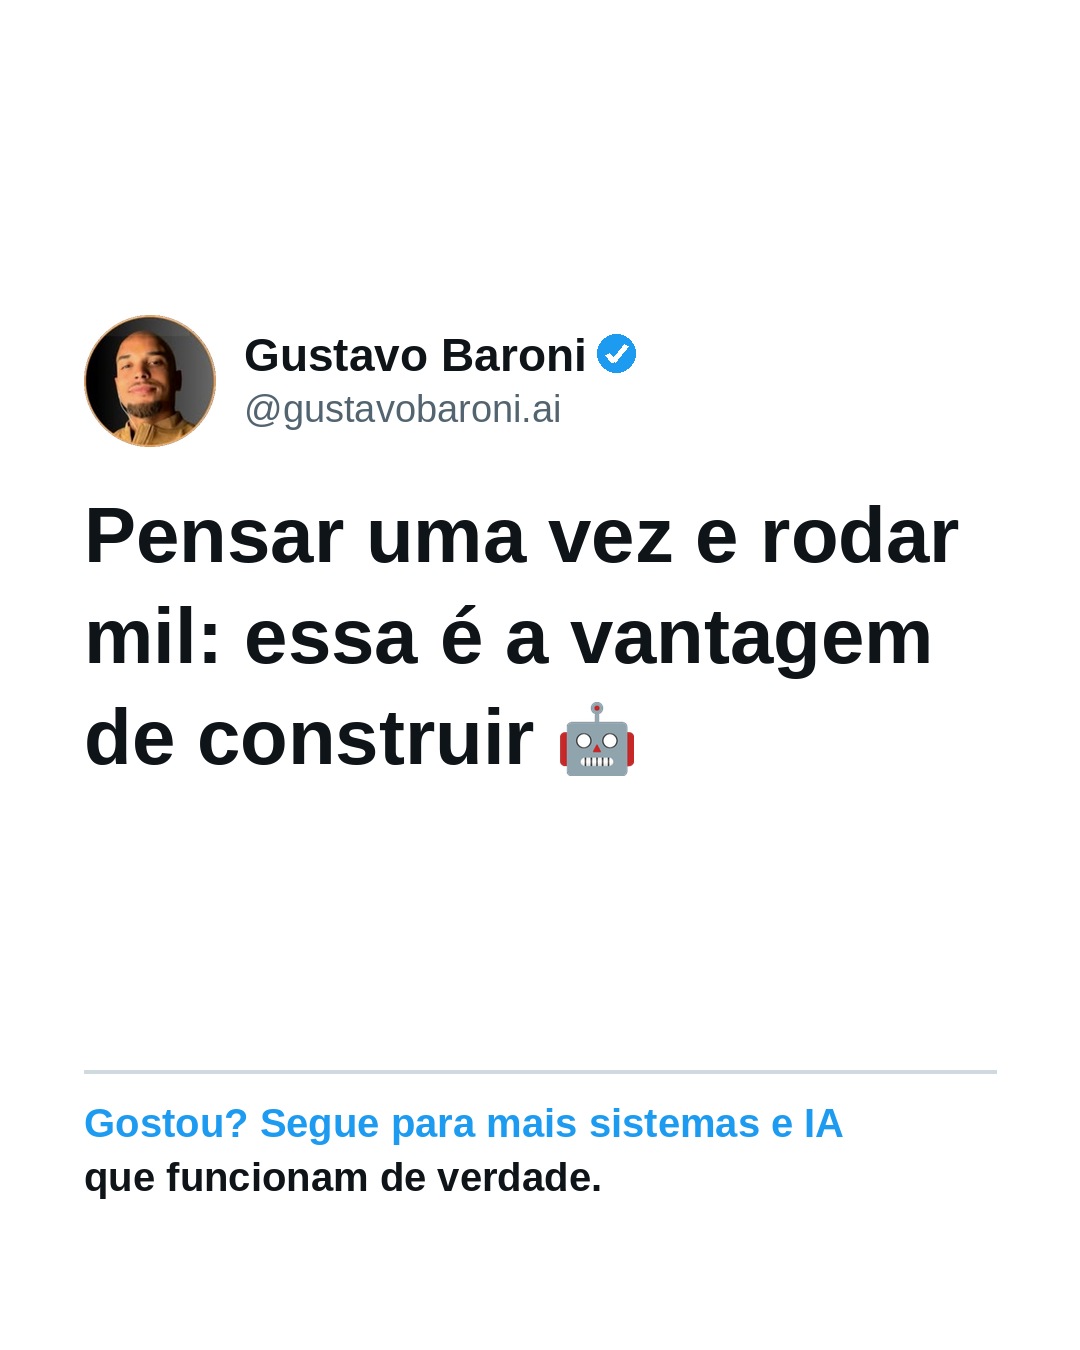 Gustavo Baroni
@gustavobaroni.ai
Pensar uma vez e rodar
mil: essa é a vantagem
de construir 🤖
Gostou? Segue para mais sistemas e IA
que funcionam de verdade.